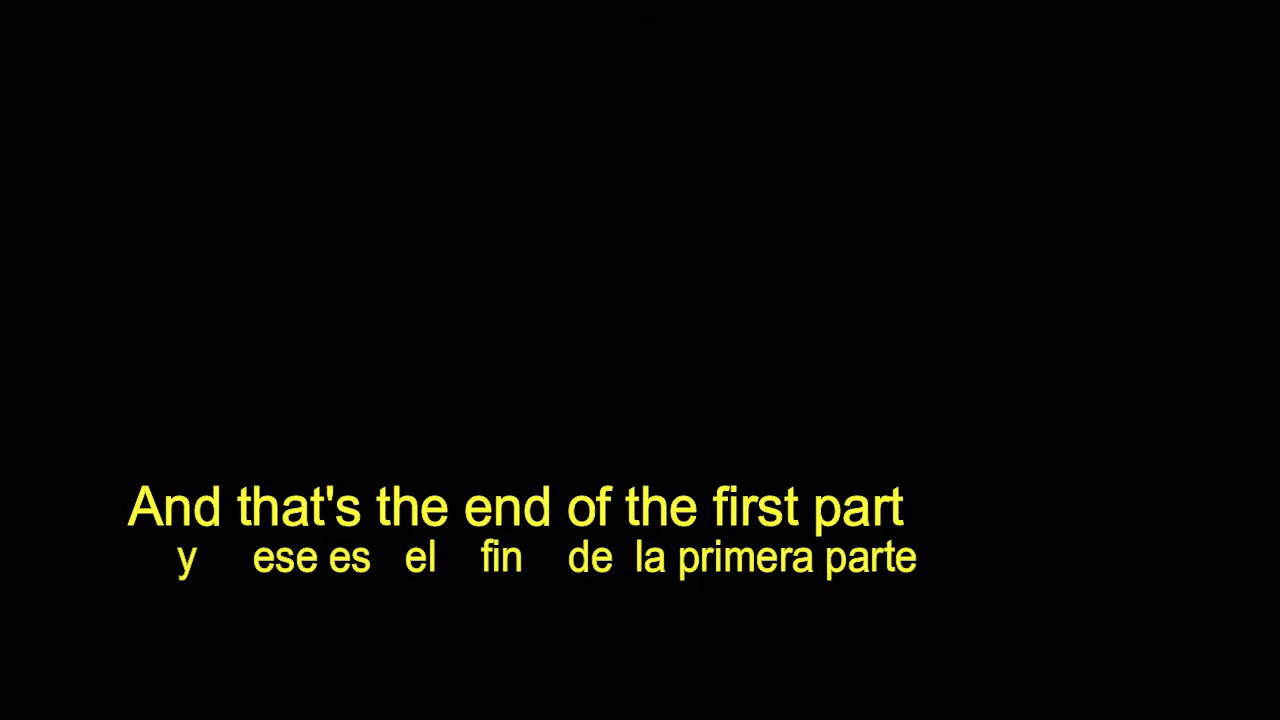 And that's the end of the first part
y ese es el fin de la primera parte